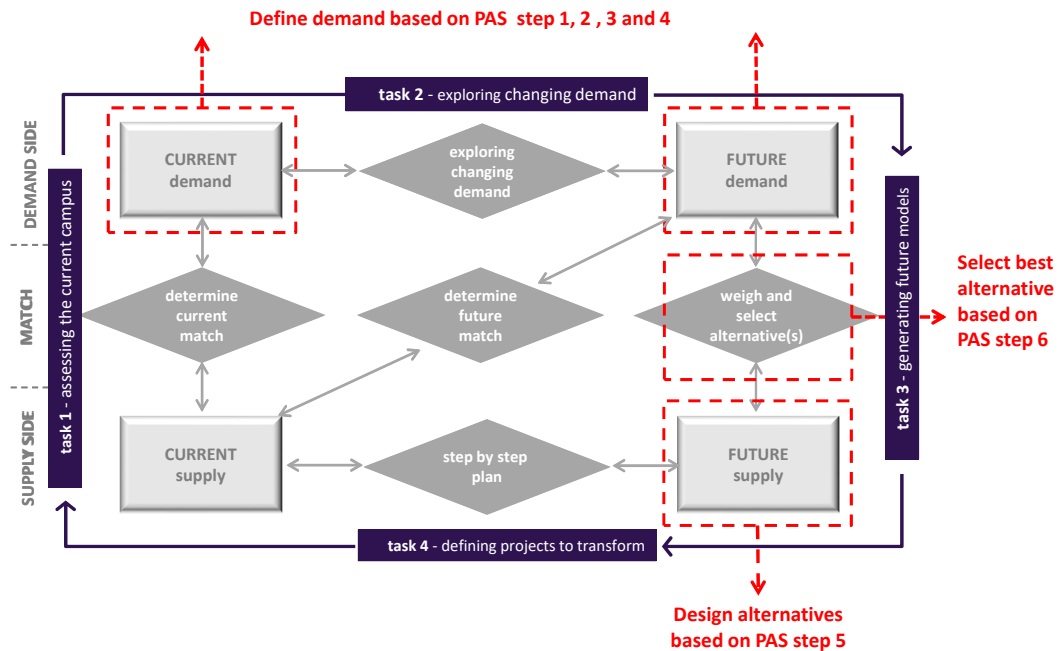 Define demand based on PAS  step 1, 2 , 3 and 4
task 2 - exploring changing demand
DEMAND SIDE
MATCH
SUPPLY SIDE
task 1 - assessing the current campus
CURRENT
demand
exploring
changing
demand
FUTURE
demand
determine
current
match
determine
future
match
weigh and
select
alternative(s)
task 3 - generating future models
Select best
alternative
based on
PAS step 6
CURRENT
supply
step by step
plan
FUTURE
supply
task 4 - defining projects to transform
Design alternatives
based on PAS step 5